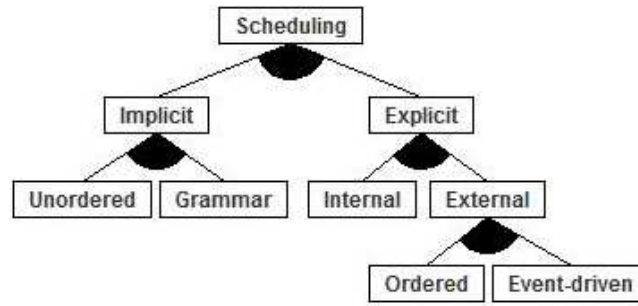 Scheduling
Implicit Explicit
Unordered Grammar Internal External
Ordered Event-driven